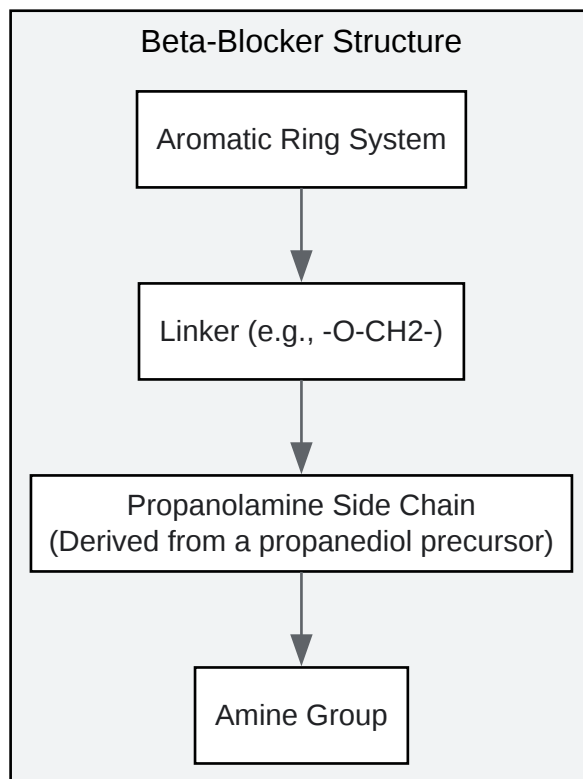 Beta-Blocker Structure
Aromatic Ring System
Linker (e.g., -O-CH2-)
Propanolamine Side Chain
(Derived from a propanediol precursor)
Amine Group